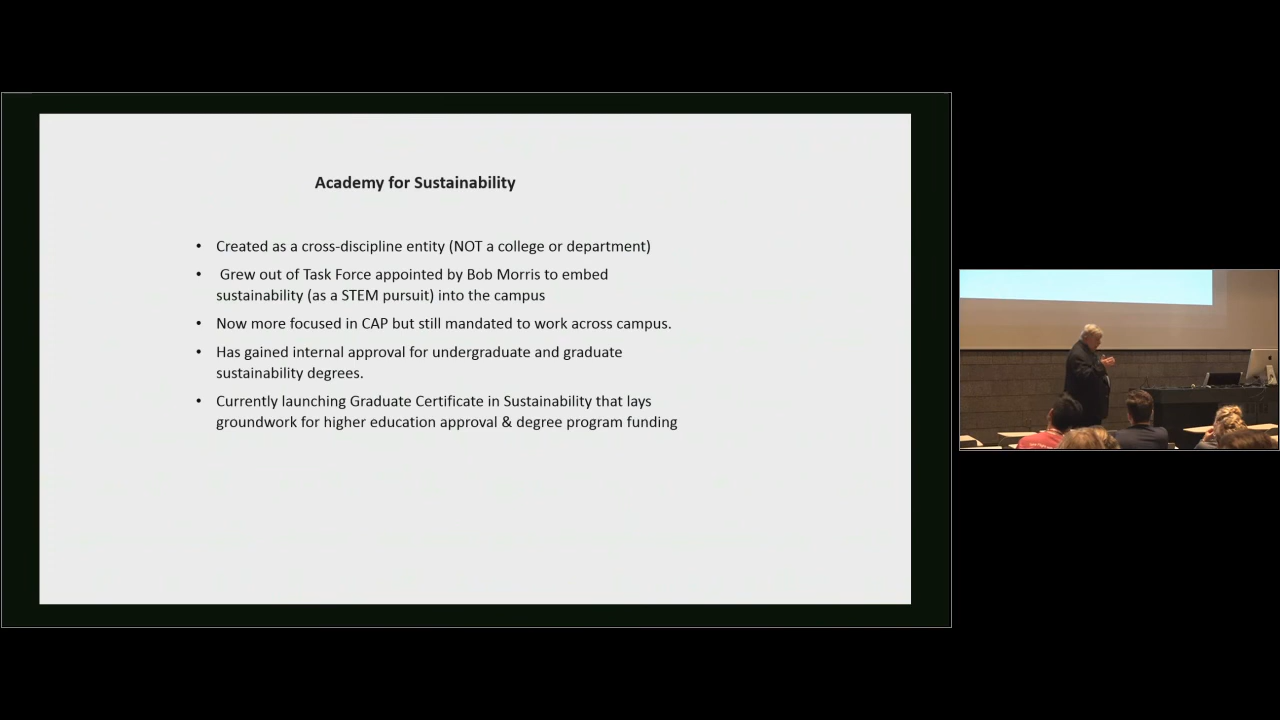 Academy for Sustainability
• Created as a cross-discipline entity (NOT a college or department)
• Grew out of Task Force appointed by Bob Morris to embed
sustainability (as a STEM pursuit) into the campus
• Now more focused in CAP but still mandated to work across campus.
• Has gained internal approval for undergraduate and graduate
sustainability degrees.
• Currently launching Graduate Certificate in Sustainability that lays
groundwork for higher education approval & degree program funding